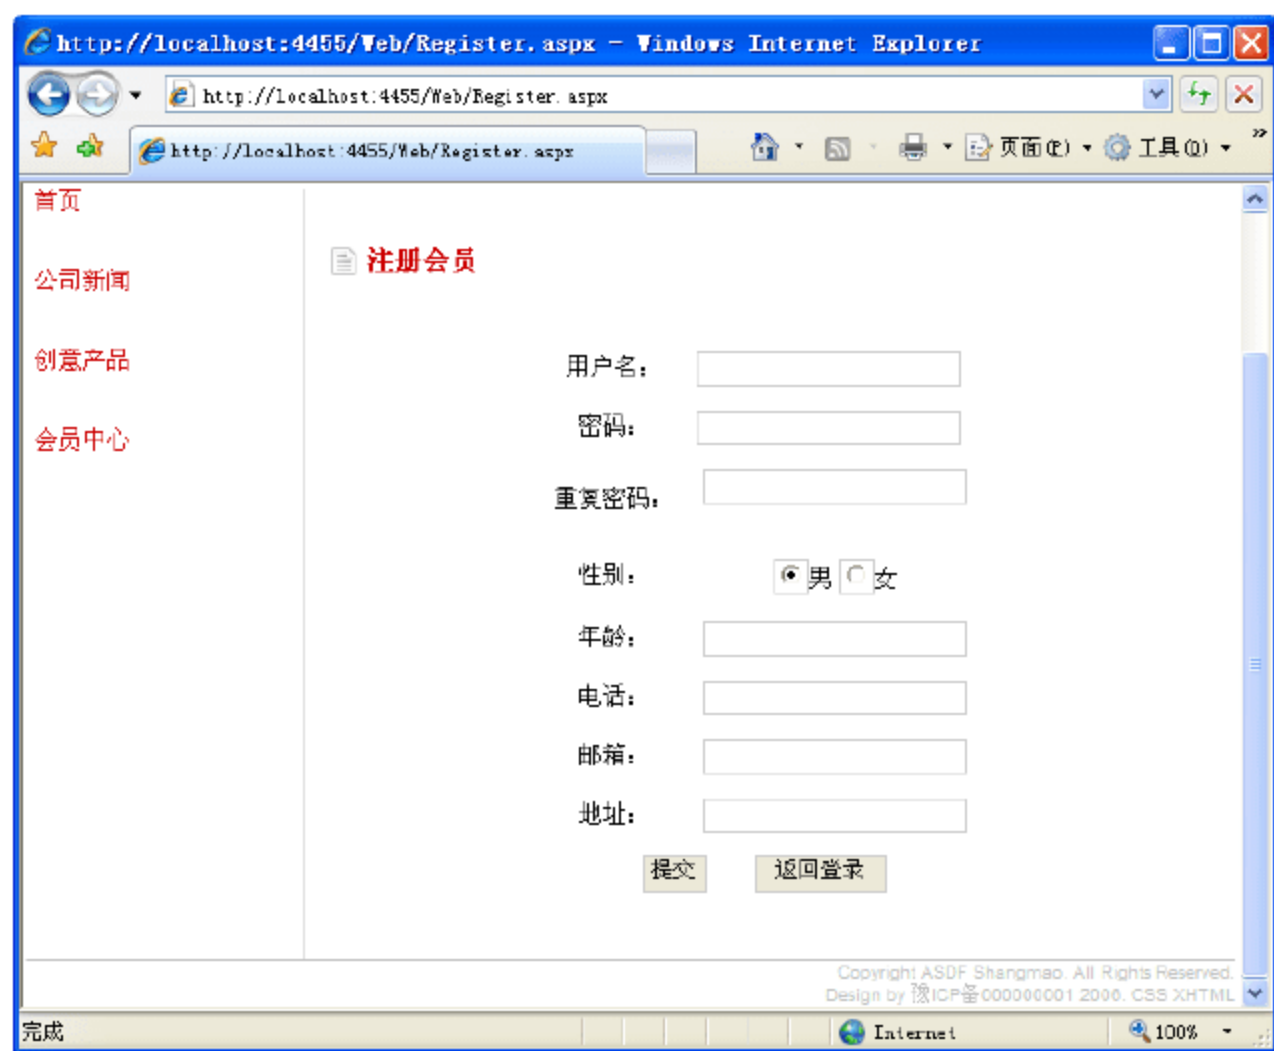 http://localhost:4455/Web/Register.aspx - Windows Internet Explorer
http://localhost:4455/Web/Register.aspx
http://localhost:4455/Web/Register.aspx 页面(P) 工具(O) »
首页
注册会员
公司新闻
用户名：
创意产品
密码：
会员中心
重复密码：
性别： 男 女
年龄：
电话：
邮箱：
地址：
提交 返回登录
Copyright ASDF Shangmao. All Rights Reserved.
Design by 豫ICP备000000001 2006. CSS XHTML
完成 Internet 100%